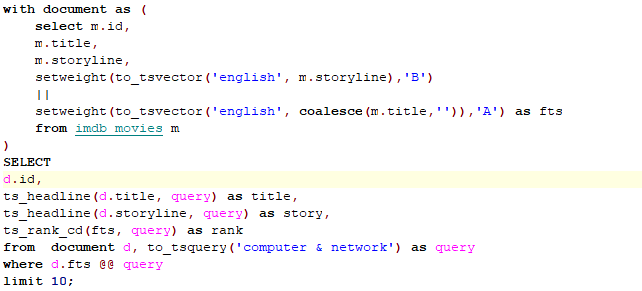 with document as (
    select m.id,
    m.title,
    m.storyline,
    setweight(to_tsvector('english', m.storyline),'B')
    ||
    setweight(to_tsvector('english', coalesce(m.title,'')),'A') as fts
    from imdb_movies m
)
SELECT
d.id,
ts_headline(d.title, query) as title,
ts_headline(d.storyline, query) as story,
ts_rank_cd(fts, query) as rank
from  document d, to_tsquery('computer & network') as query
where d.fts @@ query
limit 10;